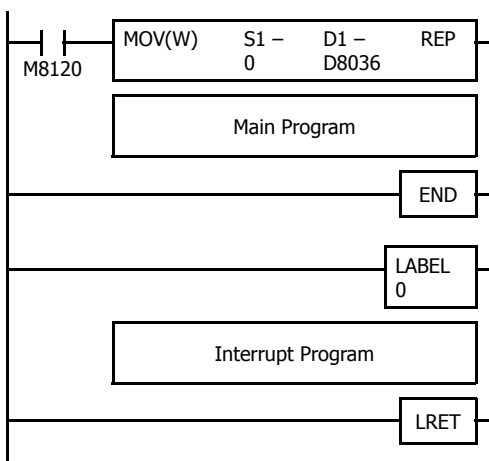 MOV(W) S1 – D1 – REP
0 D8036
M8120
Main Program
END
LABEL
0
Interrupt Program
LRET